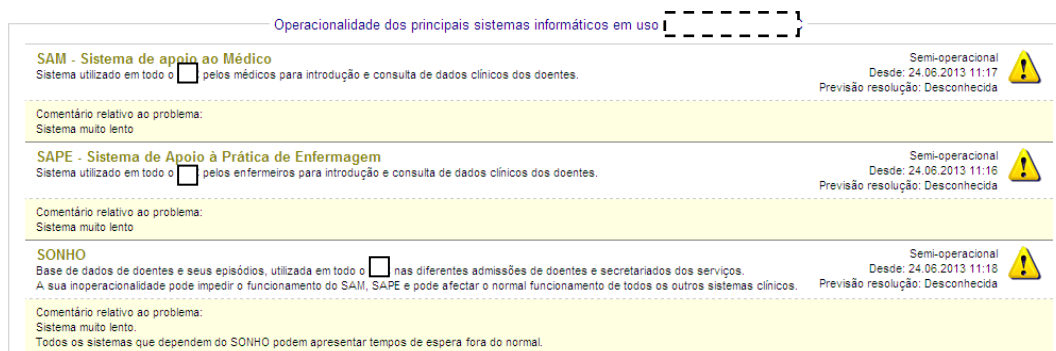 Operacionalidade dos principais sistemas informáticos em uso
SAM - Sistema de apoio ao Médico
Sistema utilizado em todo o pelos médicos para introdução e consulta de dados clínicos dos doentes.
Semi-operacional
Desde: 24.06.2013 11:17
Previsão resolução: Desconhecida
Comentário relativo ao problema:
Sistema muito lento
SAPE - Sistema de Apoio à Prática de Enfermagem
Sistema utilizado em todo o pelos enfermeiros para introdução e consulta de dados clínicos dos doentes.
Semi-operacional
Desde: 24.06.2013 11:16
Previsão resolução: Desconhecida
Comentário relativo ao problema:
Sistema muito lento
SONHO
Base de dados de doentes e seus episódios, utilizada em todo o nas diferentes admissões de doentes e secretariados dos serviços.
A sua inoperacionalidade pode impedir o funcionamento do SAM, SAPE e pode afectar o normal funcionamento de todos os outros sistemas clínicos.
Semi-operacional
Desde: 24.06.2013 11:18
Previsão resolução: Desconhecida
Comentário relativo ao problema:
Sistema muito lento.
Todos os sistemas que dependem do SONHO podem apresentar tempos de espera fora do normal.